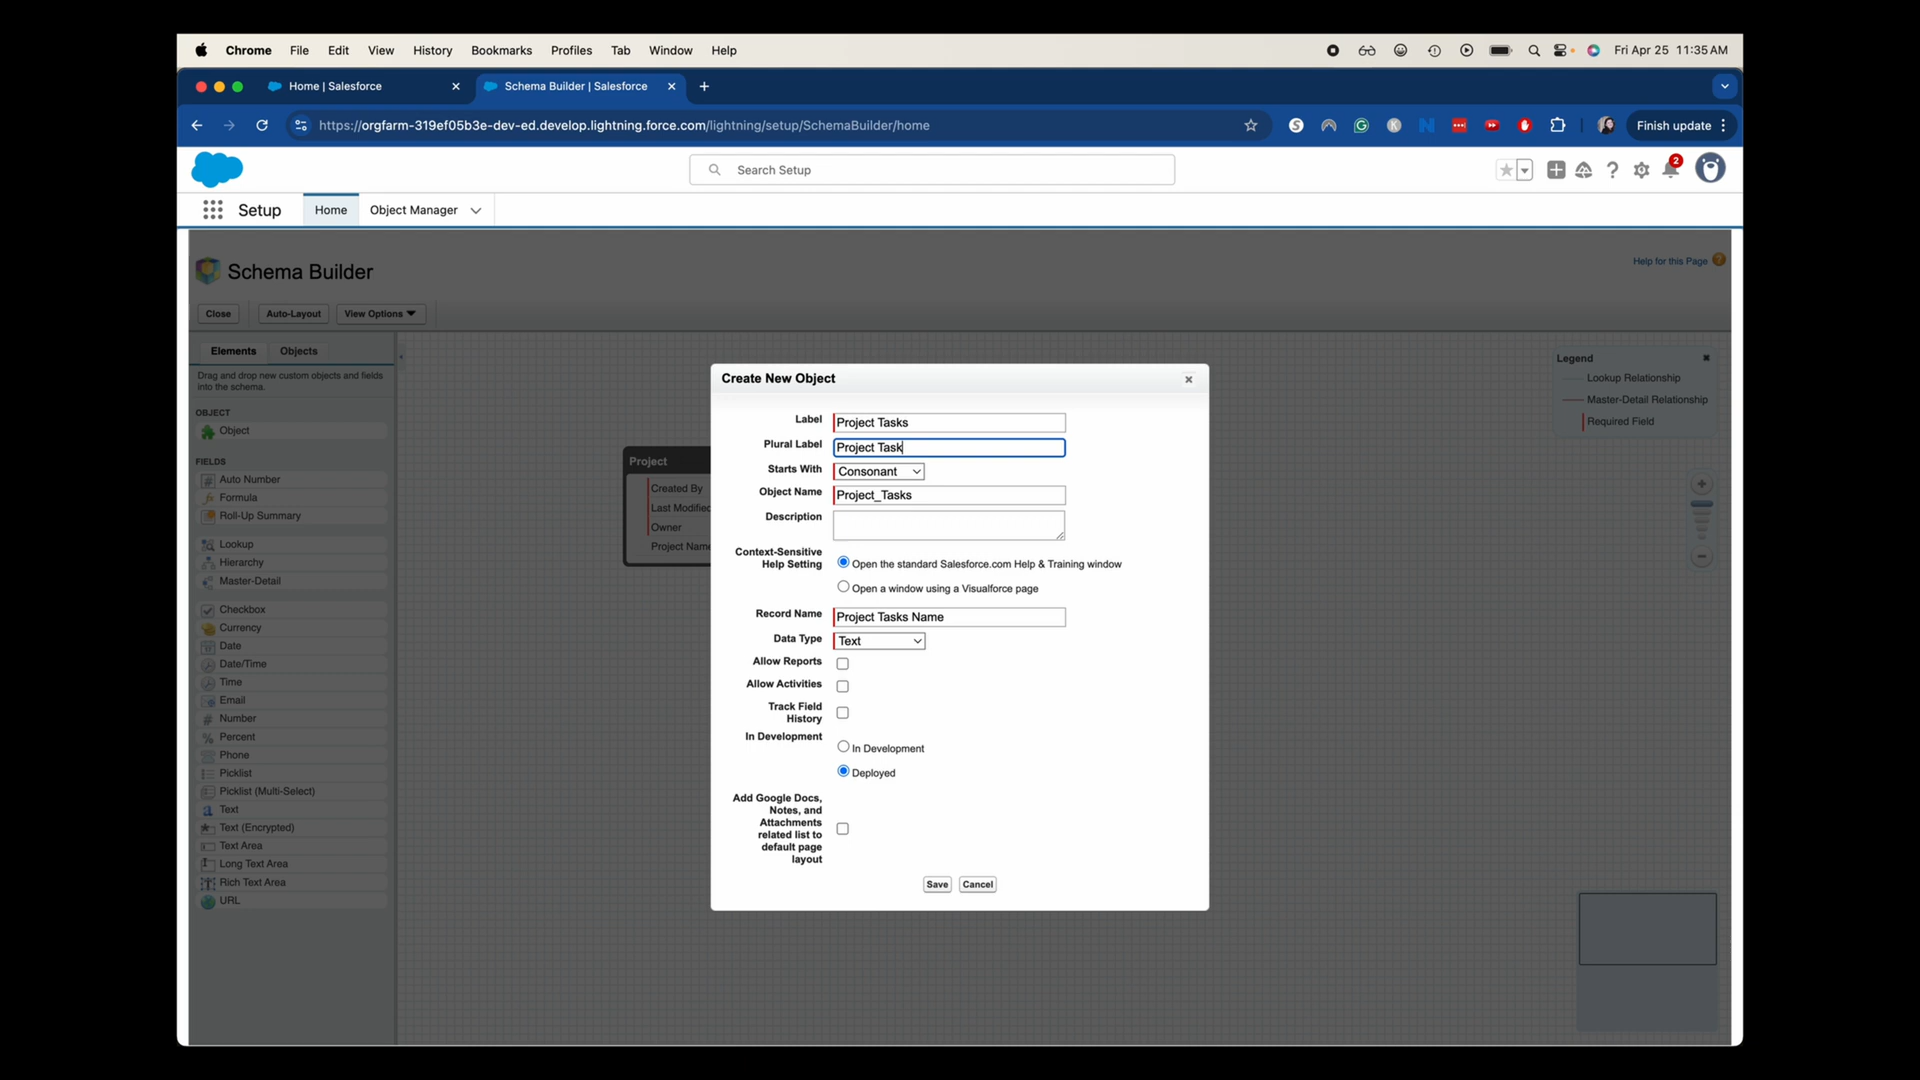 Chrome File Edit View History Bookmarks Profiles Tab Window Help Fri Apr 25 11:35 AM
Home | Salesforce Schema Builder | Salesforce
https://orgfarm-319ef05b3e-dev-ed.develop.lightning.force.com/lightning/setup/SchemaBuilder/home Finish update
Search Setup 2
Setup Home Object Manager
Schema Builder Help for this Page
Close Auto-Layout View Options
Elements Objects
Drag and drop new custom objects and fields
into the schema.
OBJECT
Object
FIELDS
Auto Number
Formula
Roll-Up Summary
Lookup
Hierarchy
Master-Detail
Checkbox
Currency
Date
Date/Time
Time
Email
Number
Percent
Phone
Picklist
Picklist (Multi-Select)
Text
Text (Encrypted)
Text Area
Long Text Area
Rich Text Area
URL
Project
Created By
Last Modified
Owner
Project Name
Create New Object
Label Project Tasks
Plural Label Project Task
Starts With Consonant
Object Name Project_Tasks
Description
Context-Sensitive
Help Setting Open the standard Salesforce.com Help & Training window
Open a window using a Visualforce page
Record Name Project Tasks Name
Data Type Text
Allow Reports
Allow Activities
Track Field
History
In Development
In Development
Deployed
Add Google Docs,
Notes, and
Attachments
related list to
default page
layout
Save Cancel
Legend
Lookup Relationship
Master-Detail Relationship
Required Field